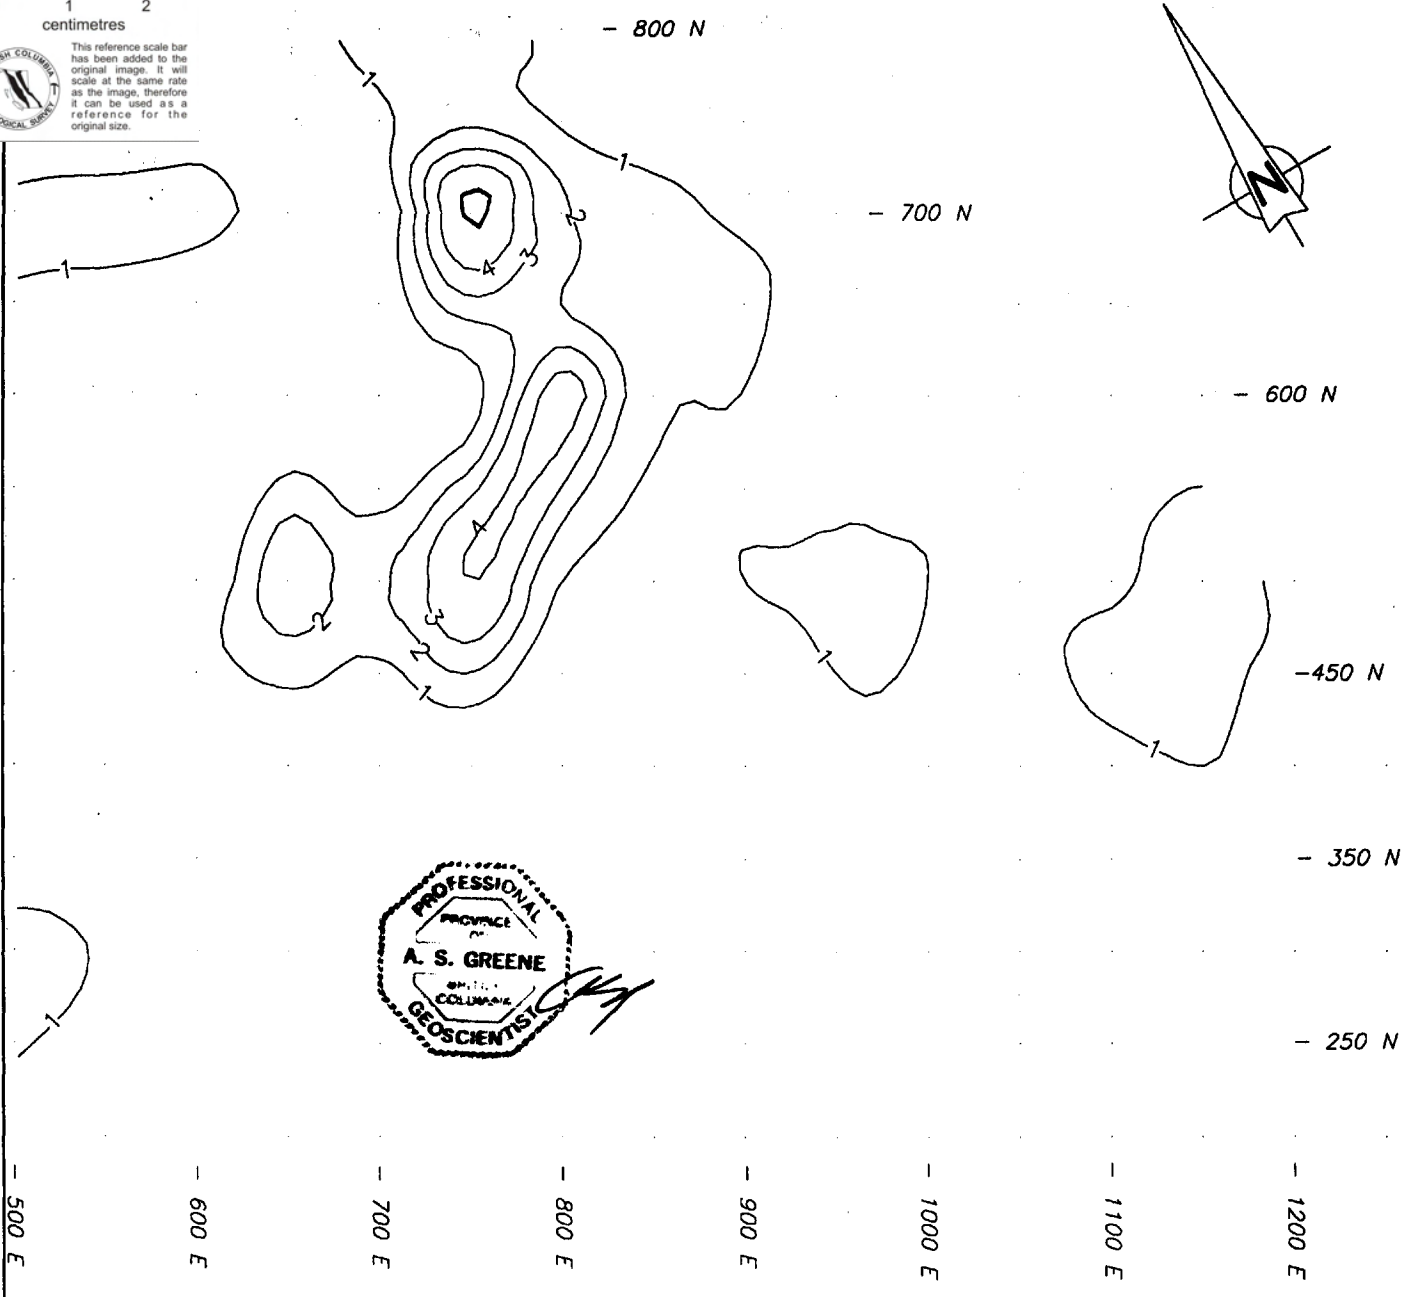 1 2
centimetres
This reference scale bar
has been added to the
original image. It will
scale at the same rate
as the image, therefore
it can be used as a
reference for the
original size.
- 800 N
1
1
N
2
- 700 N
1
4
3
- 600 N
4
3
2
2
1
1
-450 N
1
- 350 N
PROFESSIONAL
PROVINCE
OF
A. S. GREENE
GEOSCIENTIST
1
- 250 N
- 500 E
- 600 E
- 700 E
- 800 E
- 900 E
- 1000 E
- 1100 E
- 1200 E